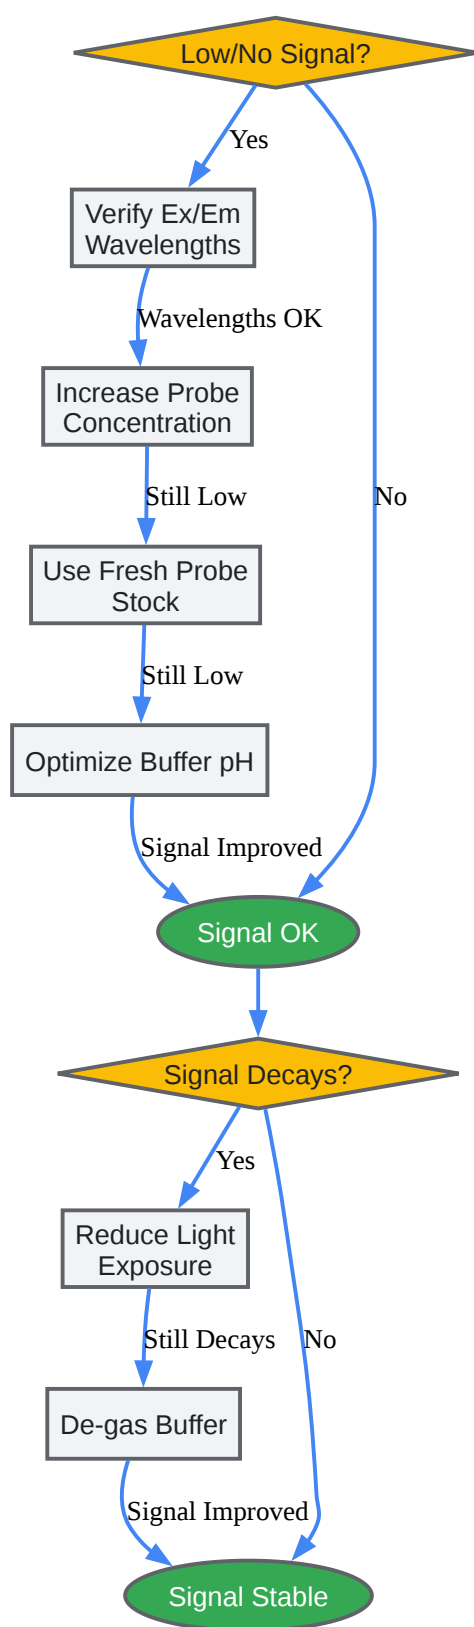 Low/No Signal?
Yes
Verify Ex/Em
Wavelengths
Wavelengths OK
Increase Probe
Concentration
Still Low
No
Use Fresh Probe
Stock
Still Low
Optimize Buffer pH
Signal Improved
Signal OK
Signal Decays?
Yes
Reduce Light
Exposure
Still Decays
No
De-gas Buffer
Signal Improved
Signal Stable